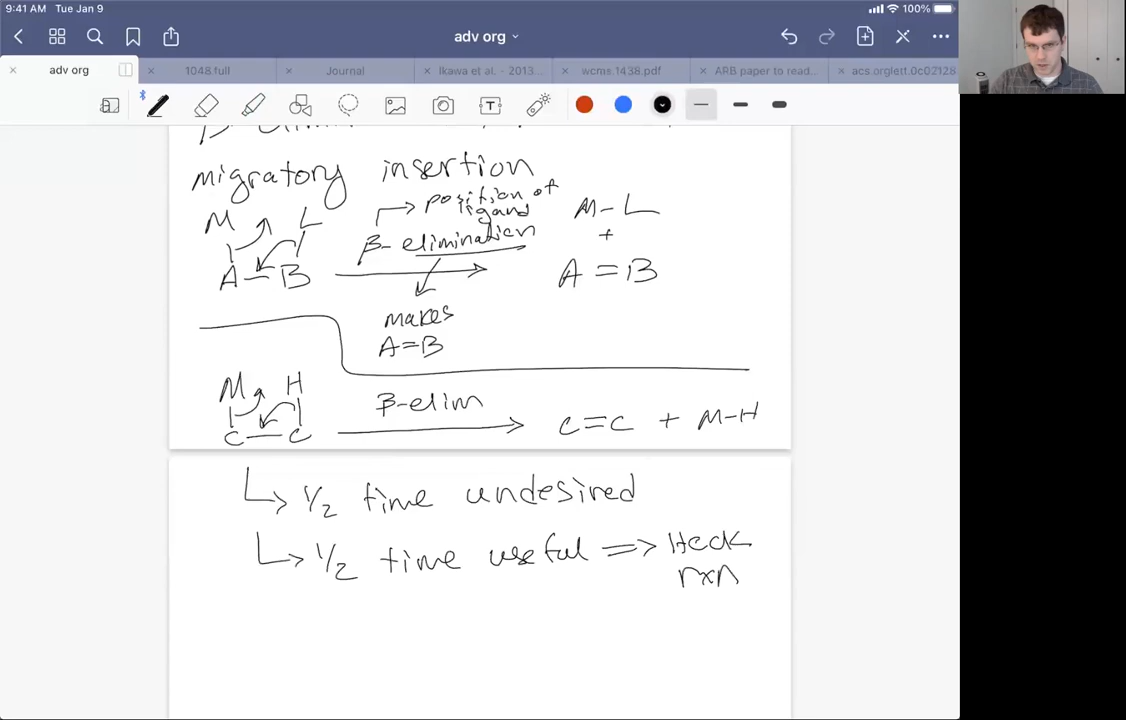 9:41 AM Tue Jan 9
100%
adv org
adv org
1048.full
Journal
Ikawa et al. - 2013...
wcms.1438.pdf
ARB paper to read...
acs.orglett.0c02128
migratory insertion
position of
ligand
M L
β-elimination
M-L
+
A-B
A=B
makes
A=B
M H
β-elim
C-C
C=C + M-H
↳ 1/2 time undesired
↳ 1/2 time useful => Heck
rxn